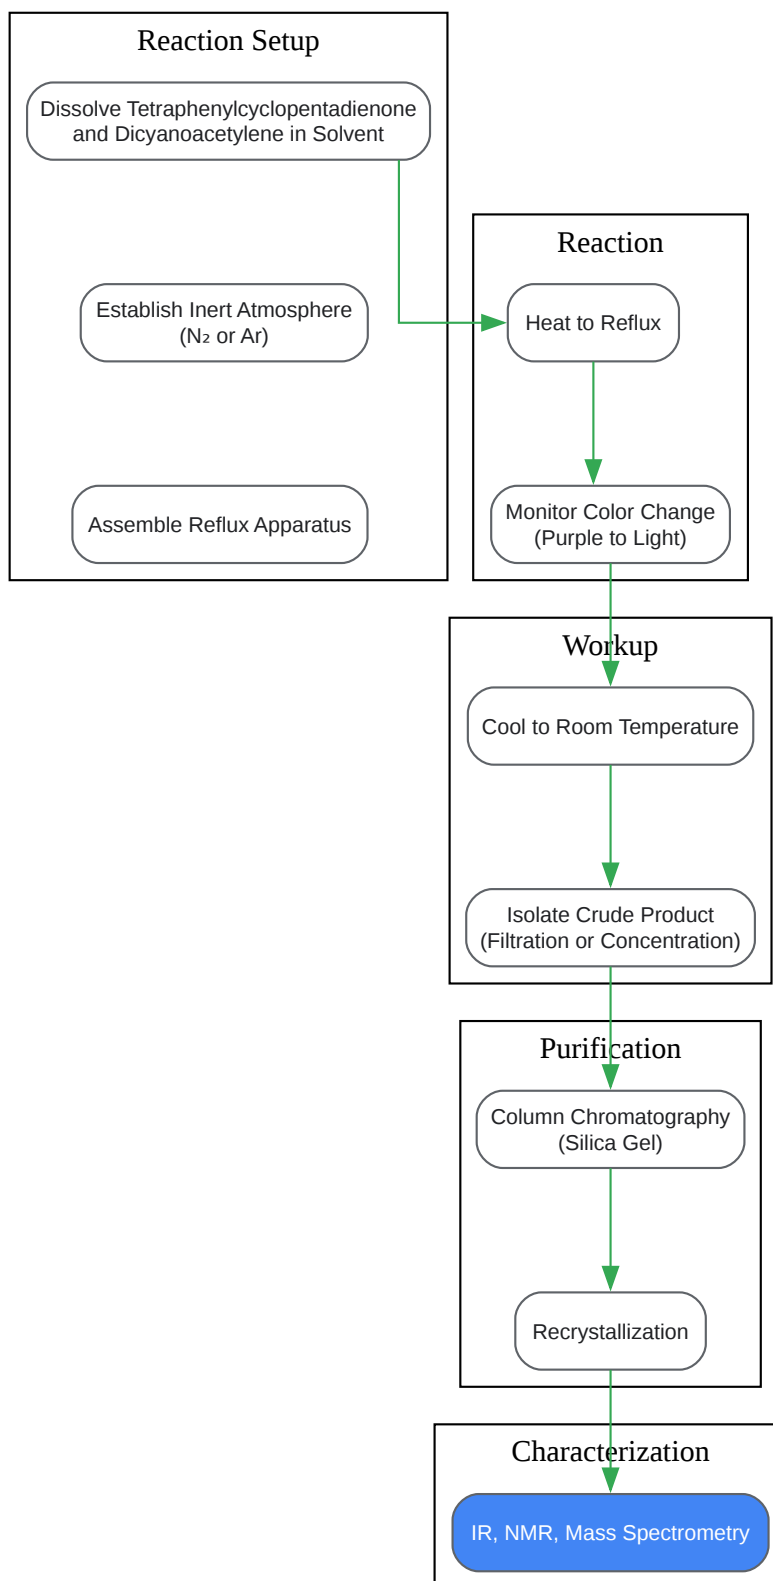 Reaction Setup
Dissolve Tetraphenylcyclopentadienone
and Dicyanoacetylene in Solvent
Establish Inert Atmosphere
(N₂ or Ar)
Assemble Reflux Apparatus
Reaction
Heat to Reflux
Monitor Color Change
(Purple to Light)
Workup
Cool to Room Temperature
Isolate Crude Product
(Filtration or Concentration)
Purification
Column Chromatography
(Silica Gel)
Recrystallization
Characterization
IR, NMR, Mass Spectrometry